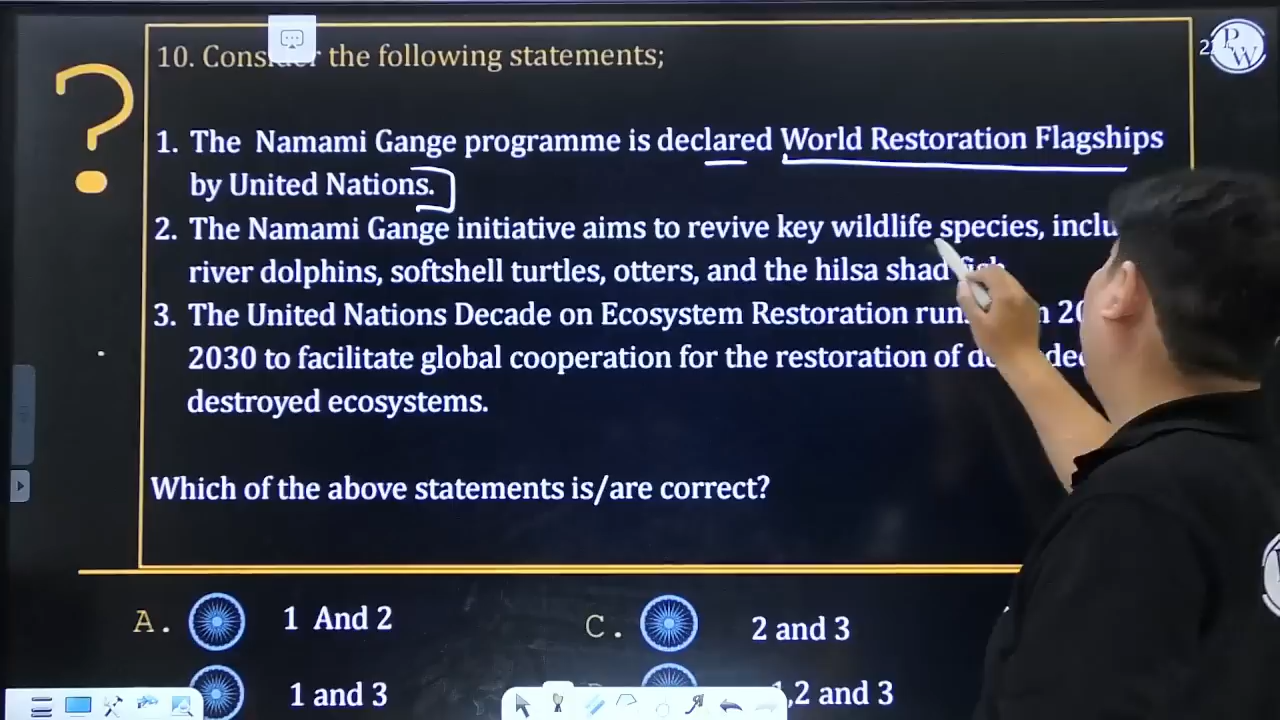 10. Consider the following statements;
1. The Namami Gange programme is declared World Restoration Flagships
by United Nations.
2. The Namami Gange initiative aims to revive key wildlife species, inclu
river dolphins, softshell turtles, otters, and the hilsa shad fish
3. The United Nations Decade on Ecosystem Restoration run
2030 to facilitate global cooperation for the restoration of
destroyed ecosystems.
Which of the above statements is/are correct?
A. 1 And 2
C. 2 and 3
1 and 3
1,2 and 3
PW